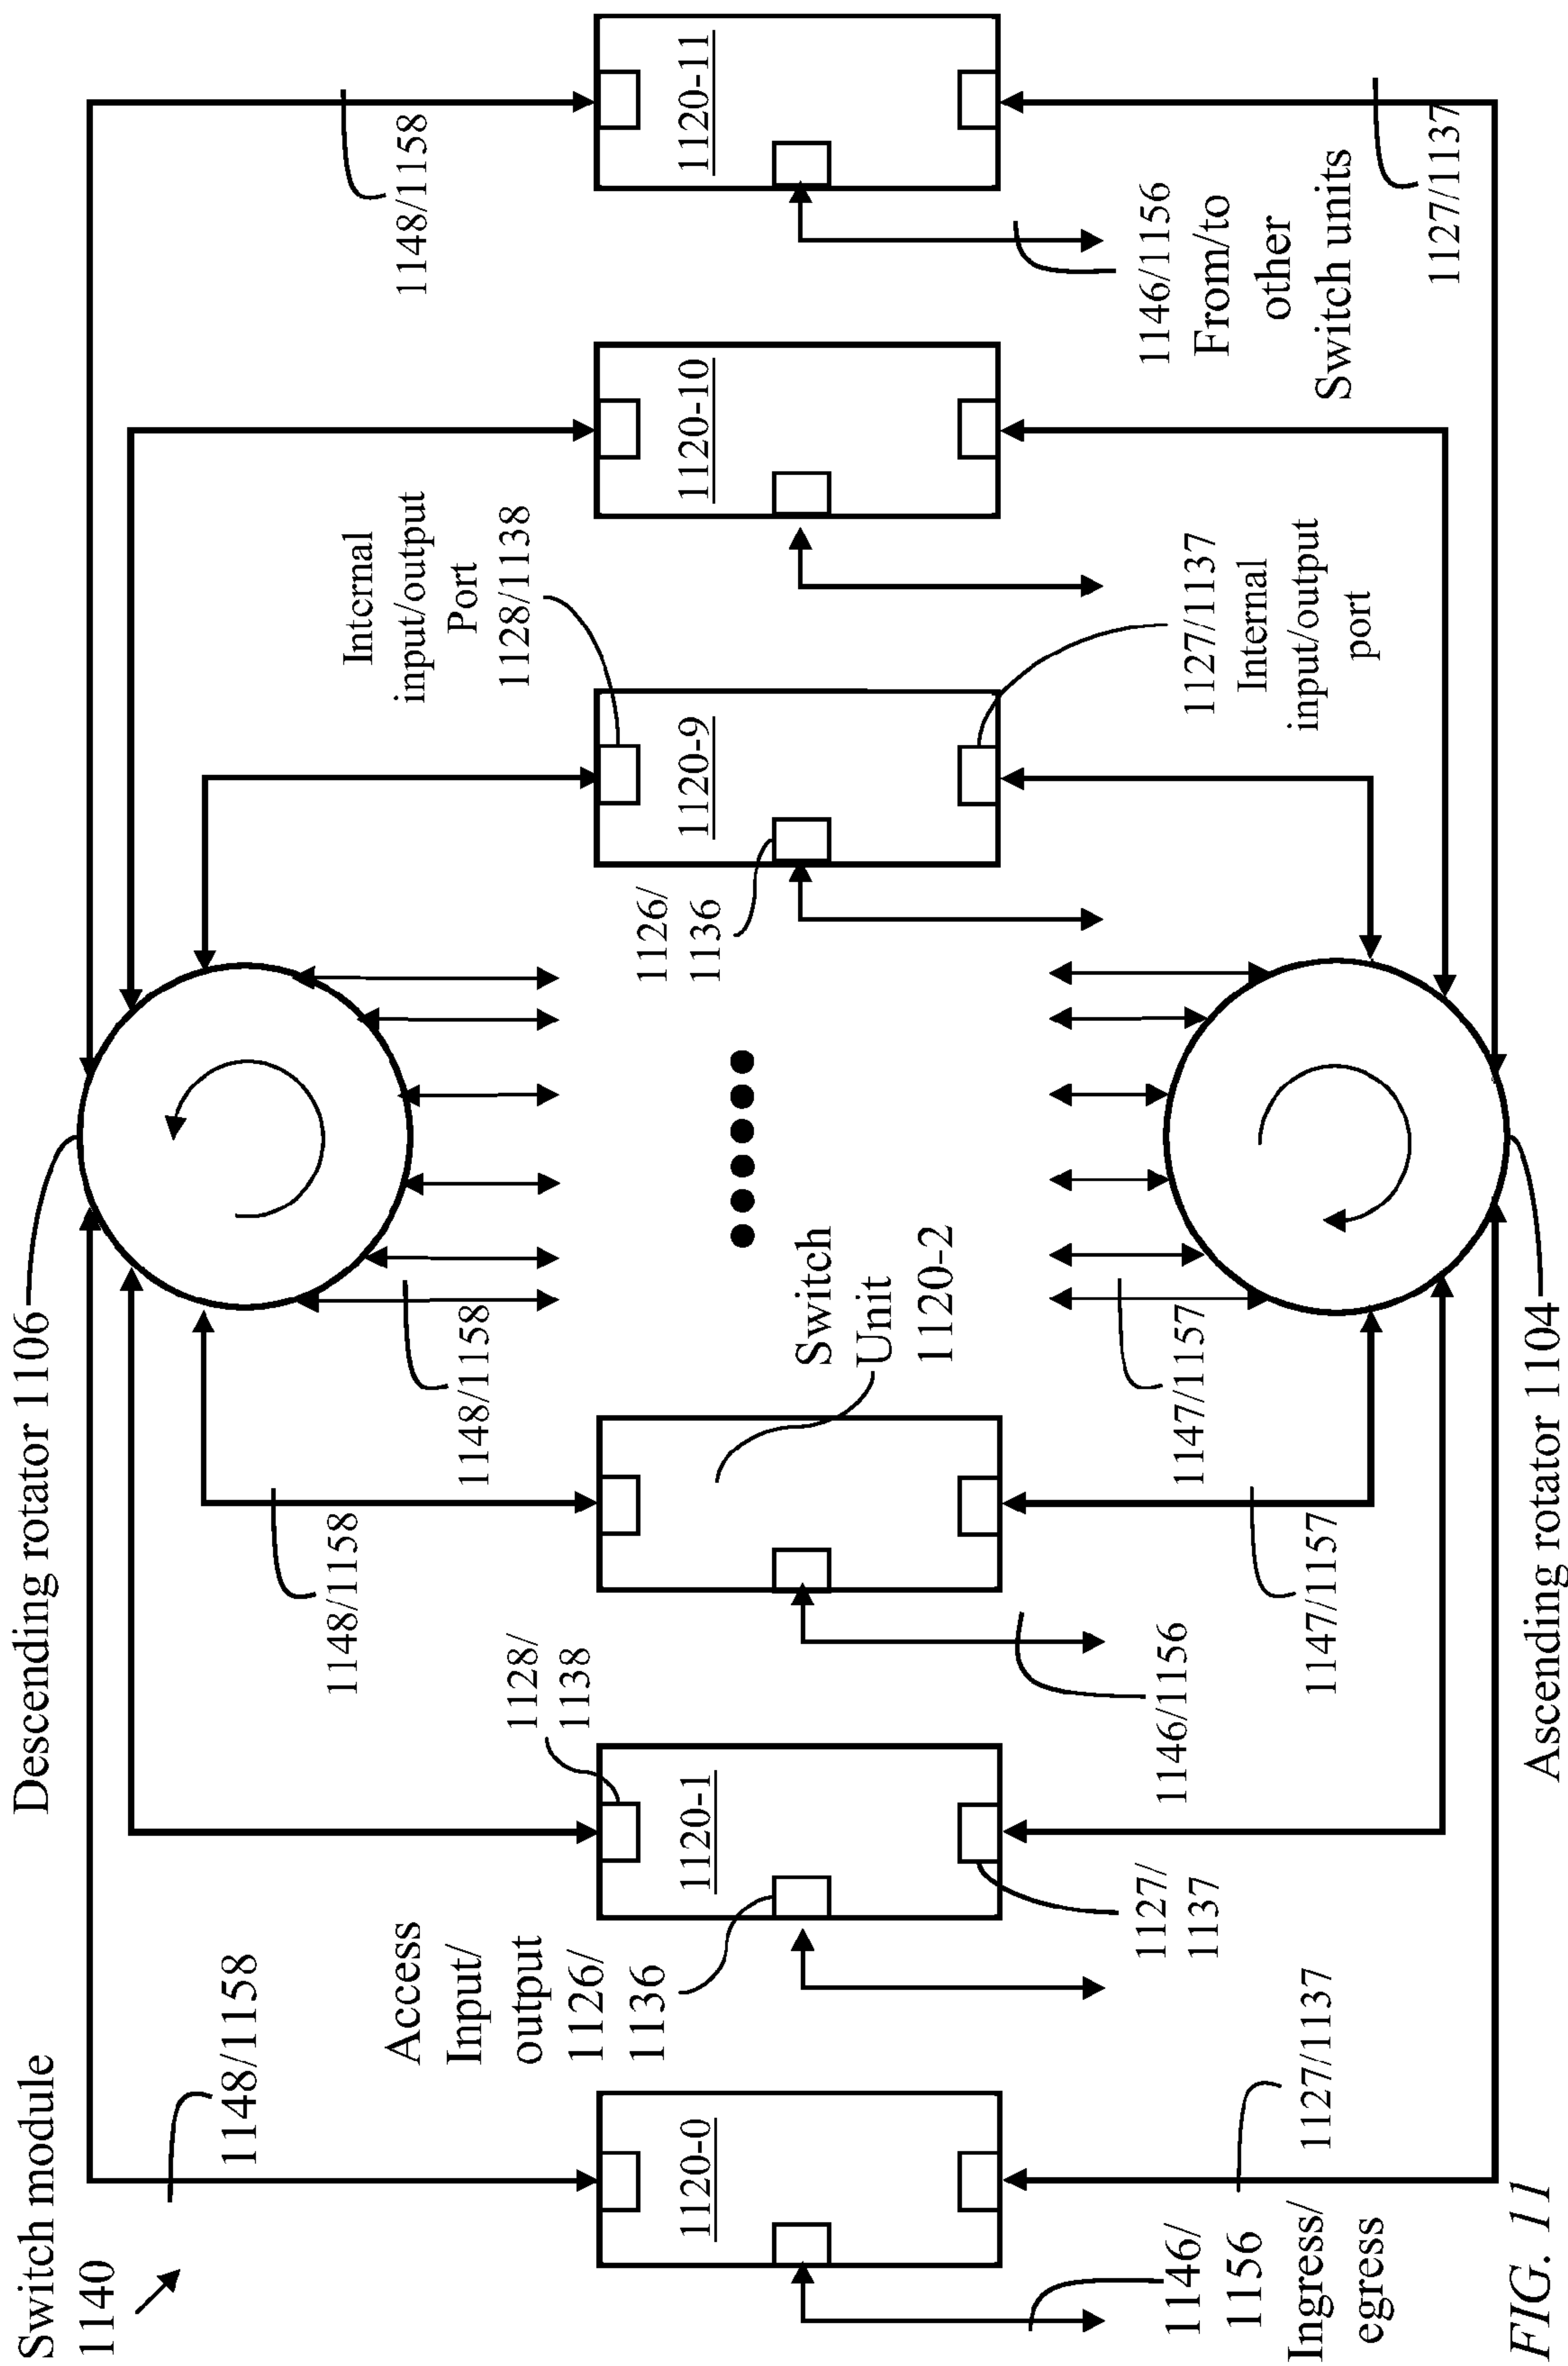 Switch module
1140
Descending rotator 1106
1148/1158
1148/1158
1148/1158
1148/1158
Access
Input/
output
1126/
1136
1128/
1138
Internal
input/output
Port
1128/1138
1126/
1136
1120-0
1120-1
Switch
Unit
1120-2
1120-9
1120-10
1120-11
1146/
1156
Ingress/
egress
1127/1137
1127/
1137
1146/1156
1147/1157
1147/1157
1127/1137
Internal
input/output
port
1146/1156
From/to
other
Switch units
1127/1137
Ascending rotator 1104
FIG. 11